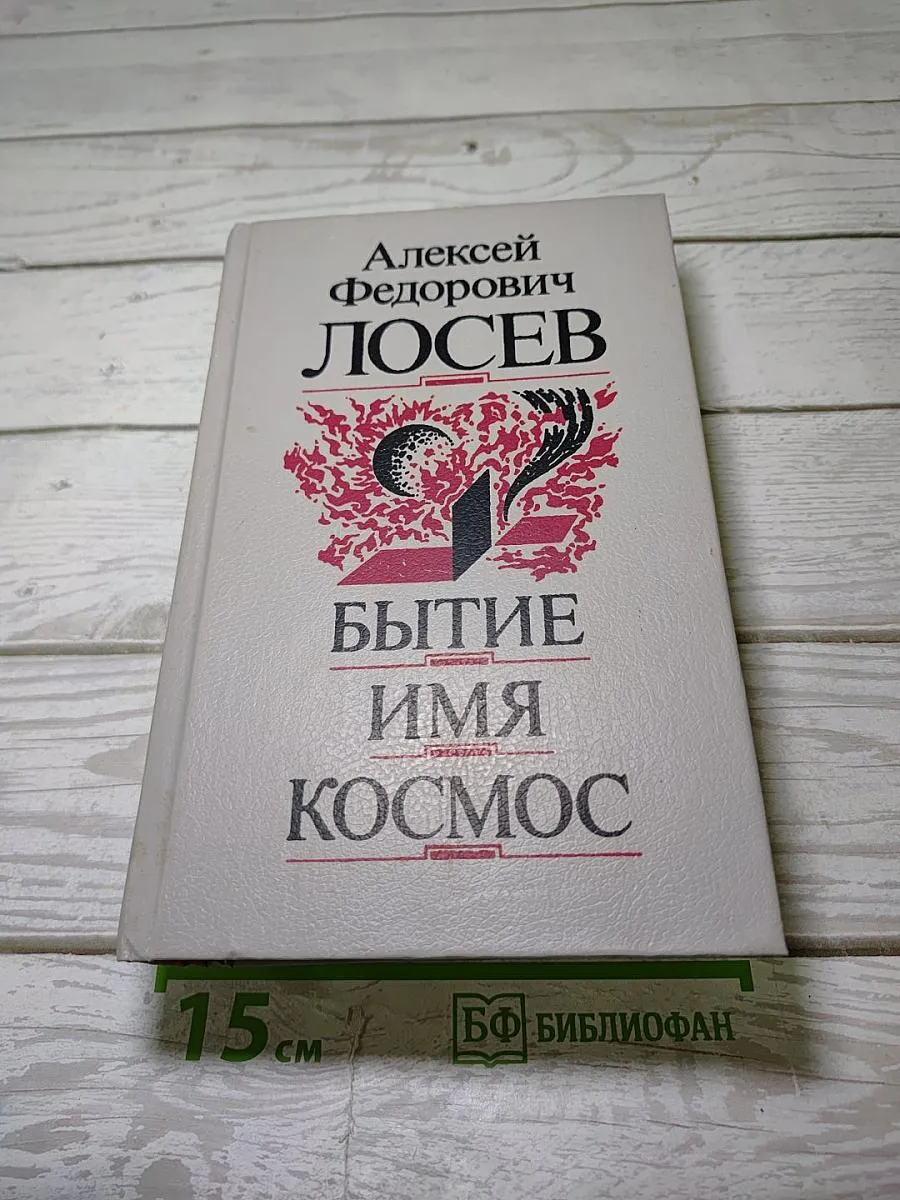 Алексей
Федорович
ЛОСЕВ
БЫТИЕ
ИМЯ
КОСМОС
15 см
БФ БИБЛИОФАН